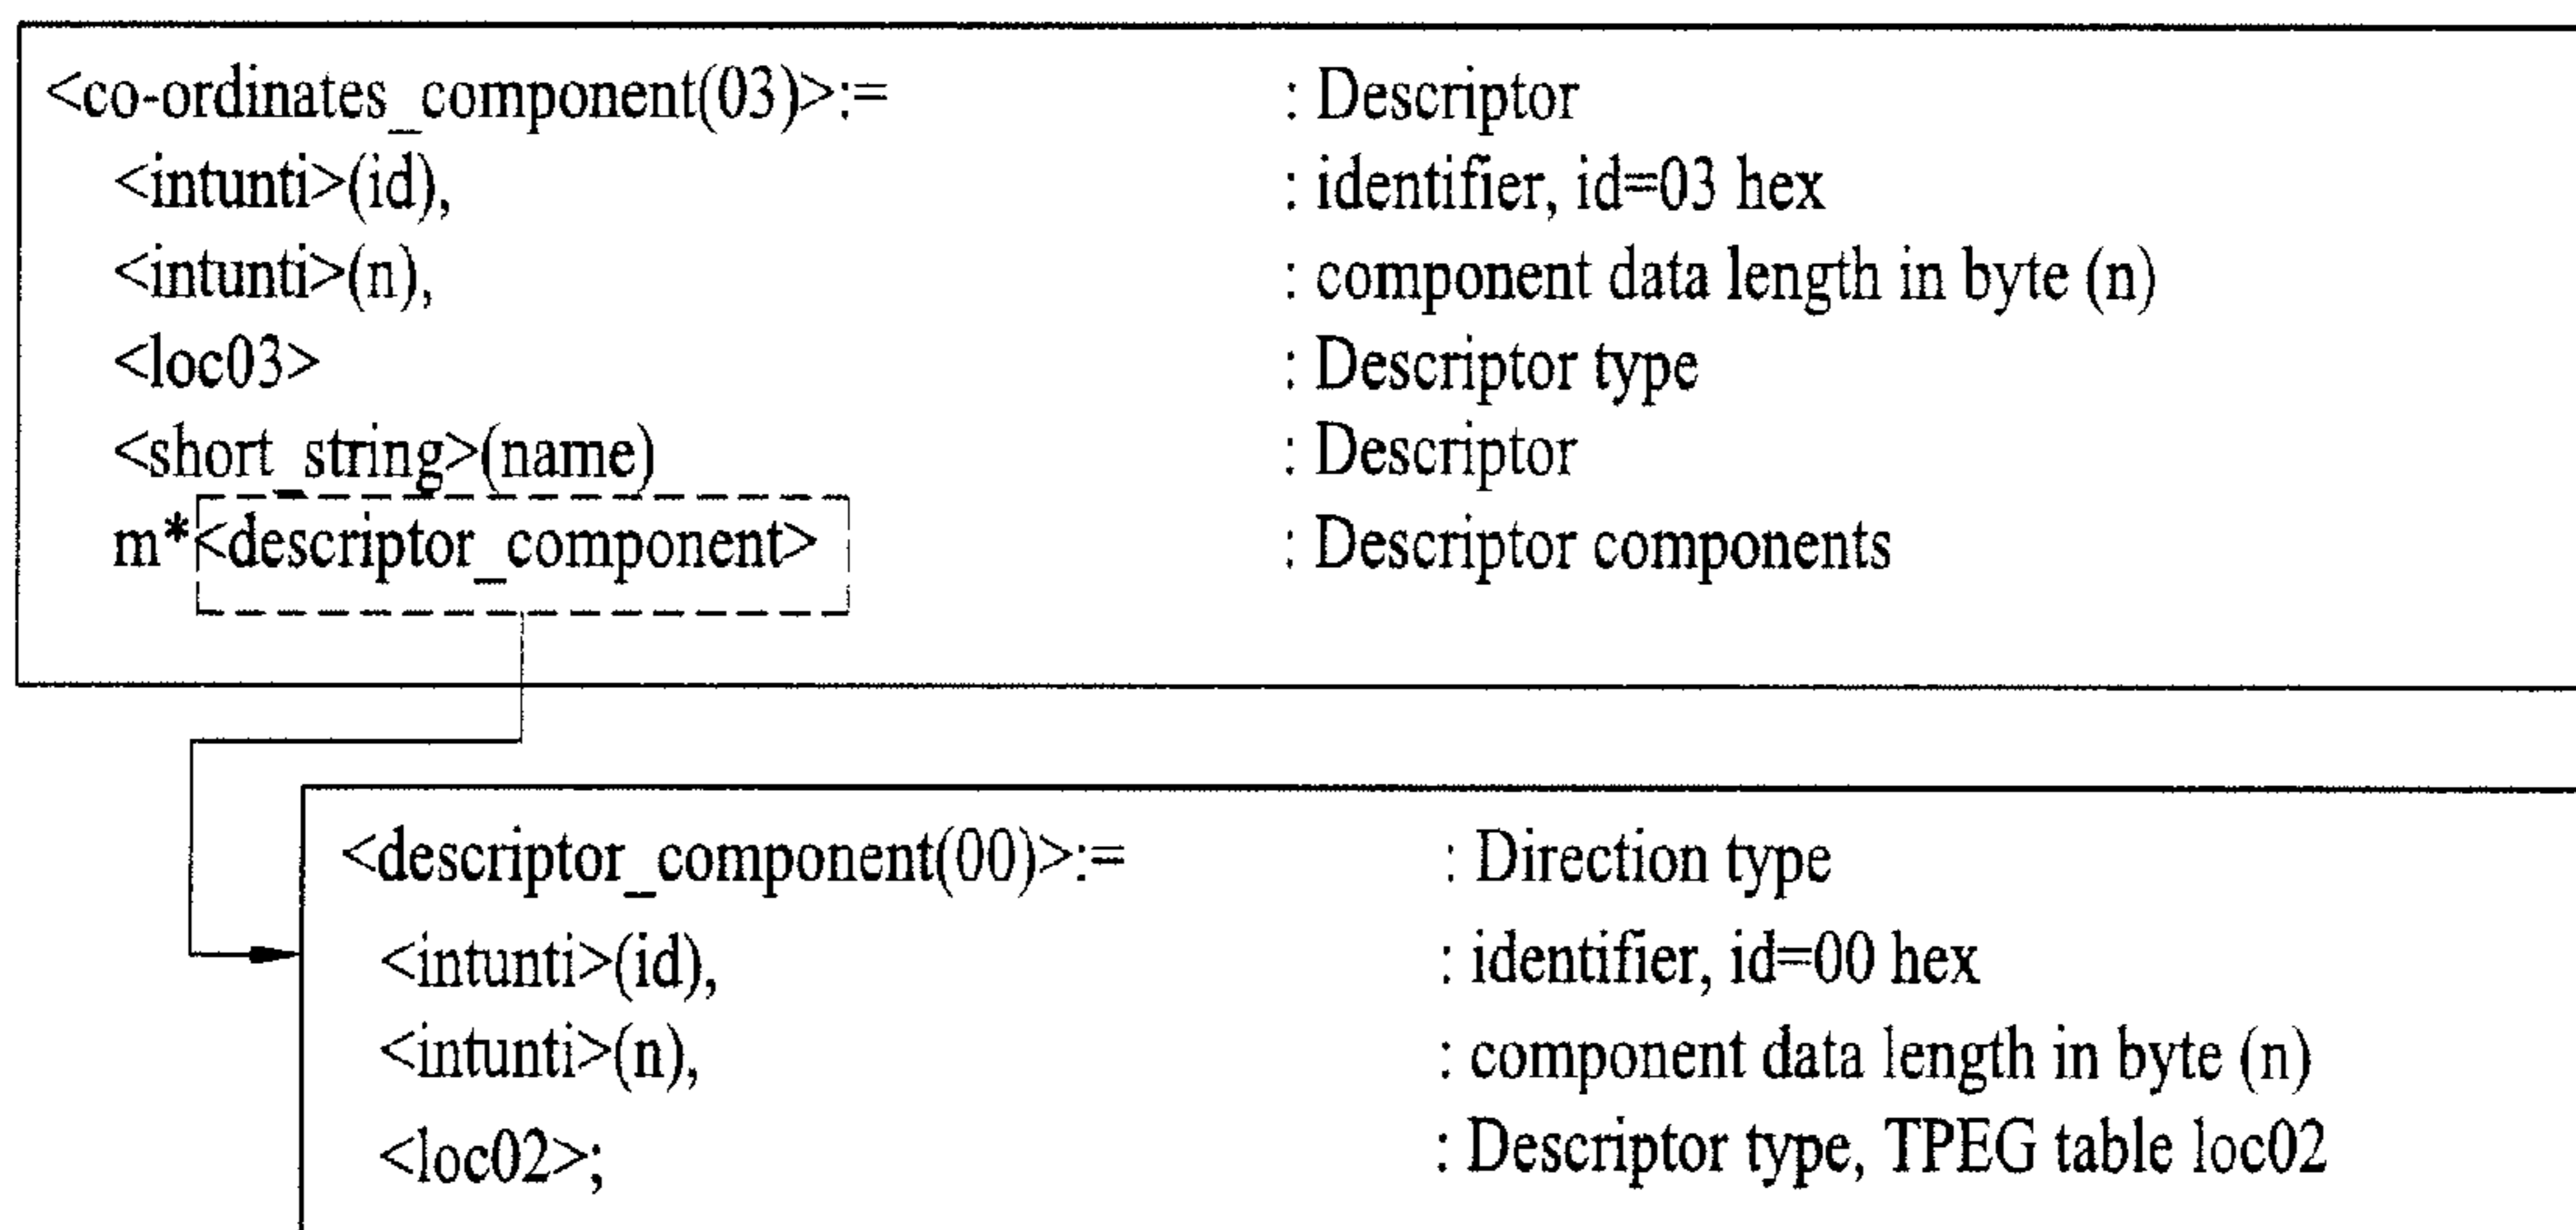 <co-ordinates_component(03)>:= : Descriptor
<intunti>(id), : identifier, id=03 hex
<intunti>(n), : component data length in byte (n)
<loc03> : Descriptor type
<short_string>(name) : Descriptor
m*<descriptor_component> : Descriptor components
<descriptor_component(00)>:= : Direction type
<intunti>(id), : identifier, id=00 hex
<intunti>(n), : component data length in byte (n)
<loc02>; : Descriptor type, TPEG table loc02